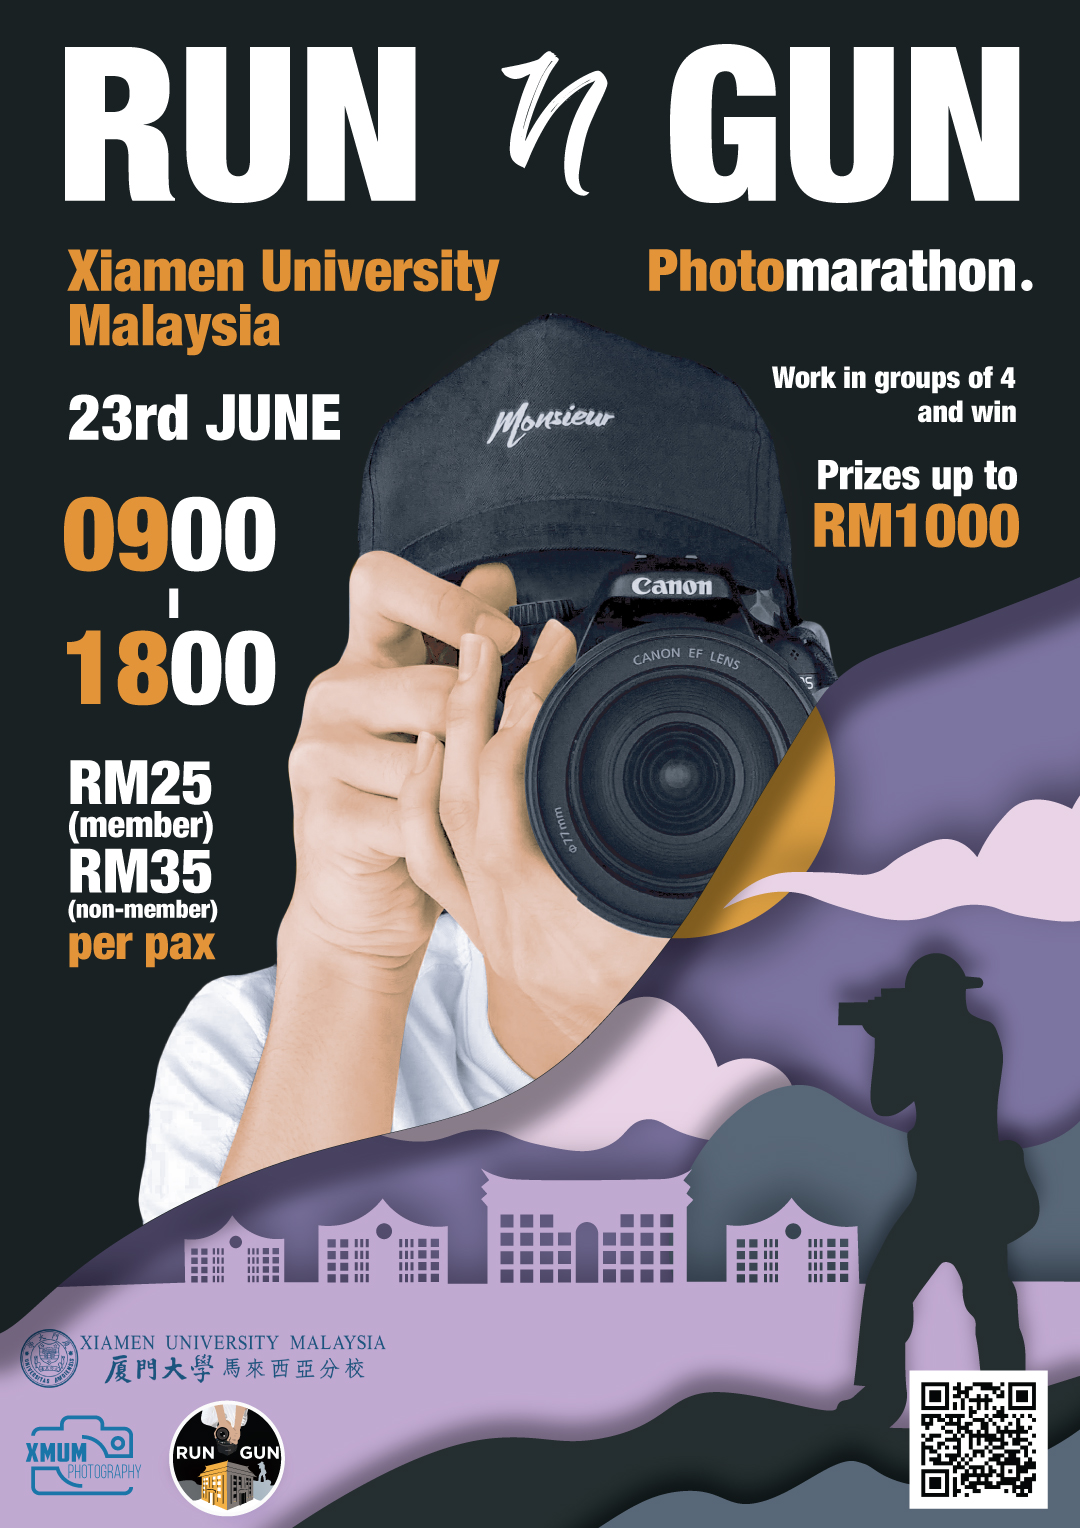 RUN n GUN
Xiamen University
Malaysia
Photomarathon.
23rd JUNE
0900
-
1800
RM25
(member)
RM35
(non-member)
per pax
Work in groups of 4
and win
Prizes up to
RM1000
Monsieur
Canon
CANON EF LENS
Φ77mm
XIAMEN UNIVERSITY MALAYSIA
厦門大學 馬來西亞分校
XMUM
PHOTOGRAPHY
RUN GUN